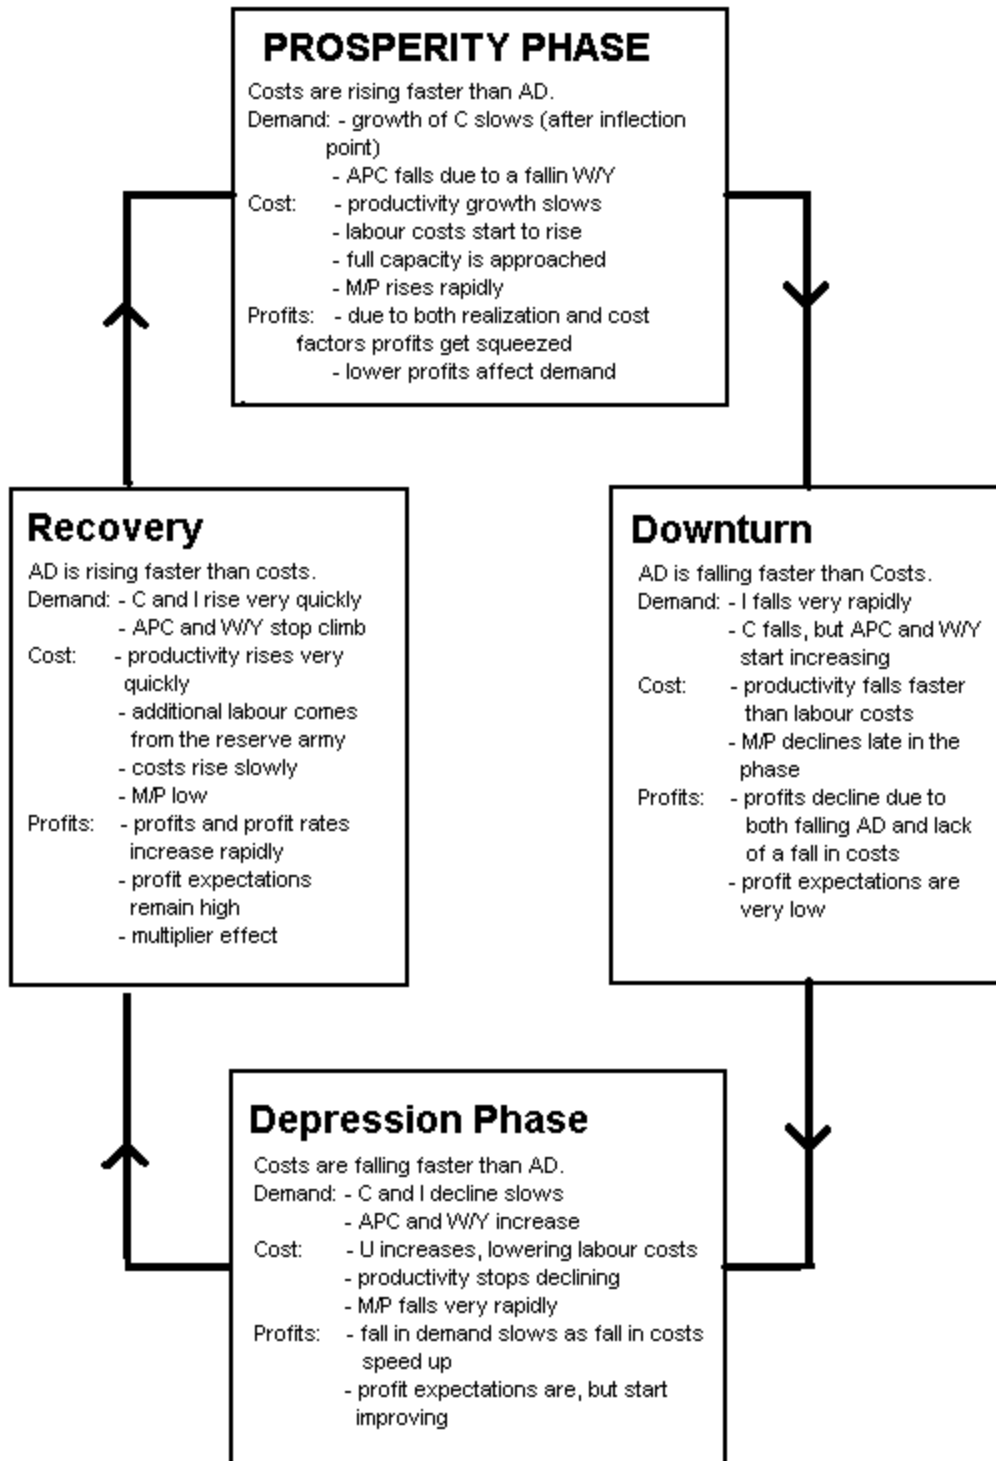 PROSPERITY PHASE
Costs are rising faster than AD.
Demand: - growth of C slows (after inflection
point)
- APC falls due to a fallin W/Y
Cost: - productivity growth slows
- labour costs start to rise
- full capacity is approached
- M/P rises rapidly
Profits: - due to both realization and cost
factors profits get squeezed
- lower profits affect demand
Recovery
AD is rising faster than costs.
Demand: - C and I rise very quickly
- APC and W/Y stop climb
Cost: - productivity rises very
quickly
- additional labour comes
from the reserve army
- costs rise slowly
- M/P low
Profits: - profits and profit rates
increase rapidly
- profit expectations
remain high
- multiplier effect
Downturn
AD is falling faster than Costs.
Demand: - I falls very rapidly
- C falls, but APC and W/Y
start increasing
Cost: - productivity falls faster
than labour costs
- M/P declines late in the
phase
Profits: - profits decline due to
both falling AD and lack
of a fall in costs
- profit expectations are
very low
Depression Phase
Costs are falling faster than AD.
Demand: - C and I decline slows
- APC and W/Y increase
Cost: - U increases, lowering labour costs
- productivity stops declining
- M/P falls very rapidly
Profits: - fall in demand slows as fall in costs
speed up
- profit expectations are, but start
improving